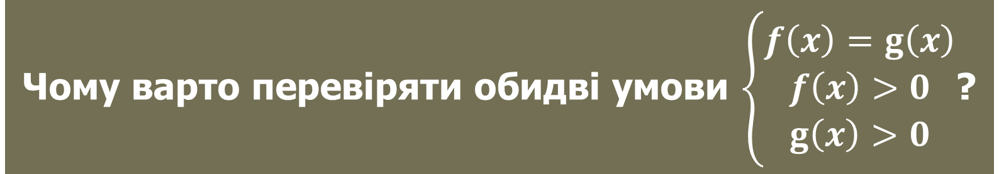 Чому варто перевіряти обидві умови { f(x) = g(x)
f(x) > 0 ?
g(x) > 0